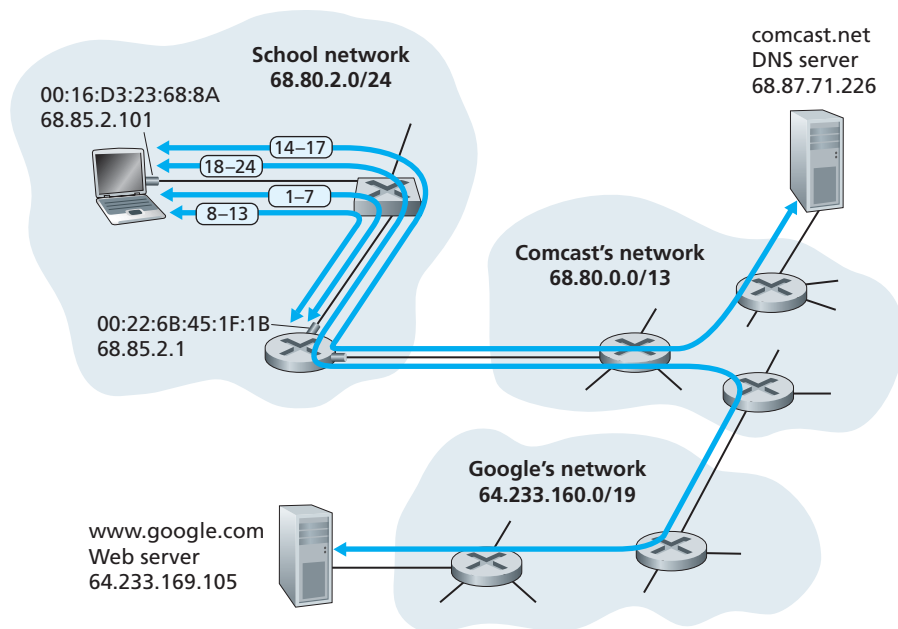 School network
68.80.2.0/24
comcast.net
DNS server
68.87.71.226
00:16:D3:23:68:8A
68.85.2.101
14–17
18–24
1–7
8–13
Comcast's network
68.80.0.0/13
00:22:6B:45:1F:1B
68.85.2.1
Google's network
64.233.160.0/19
www.google.com
Web server
64.233.169.105